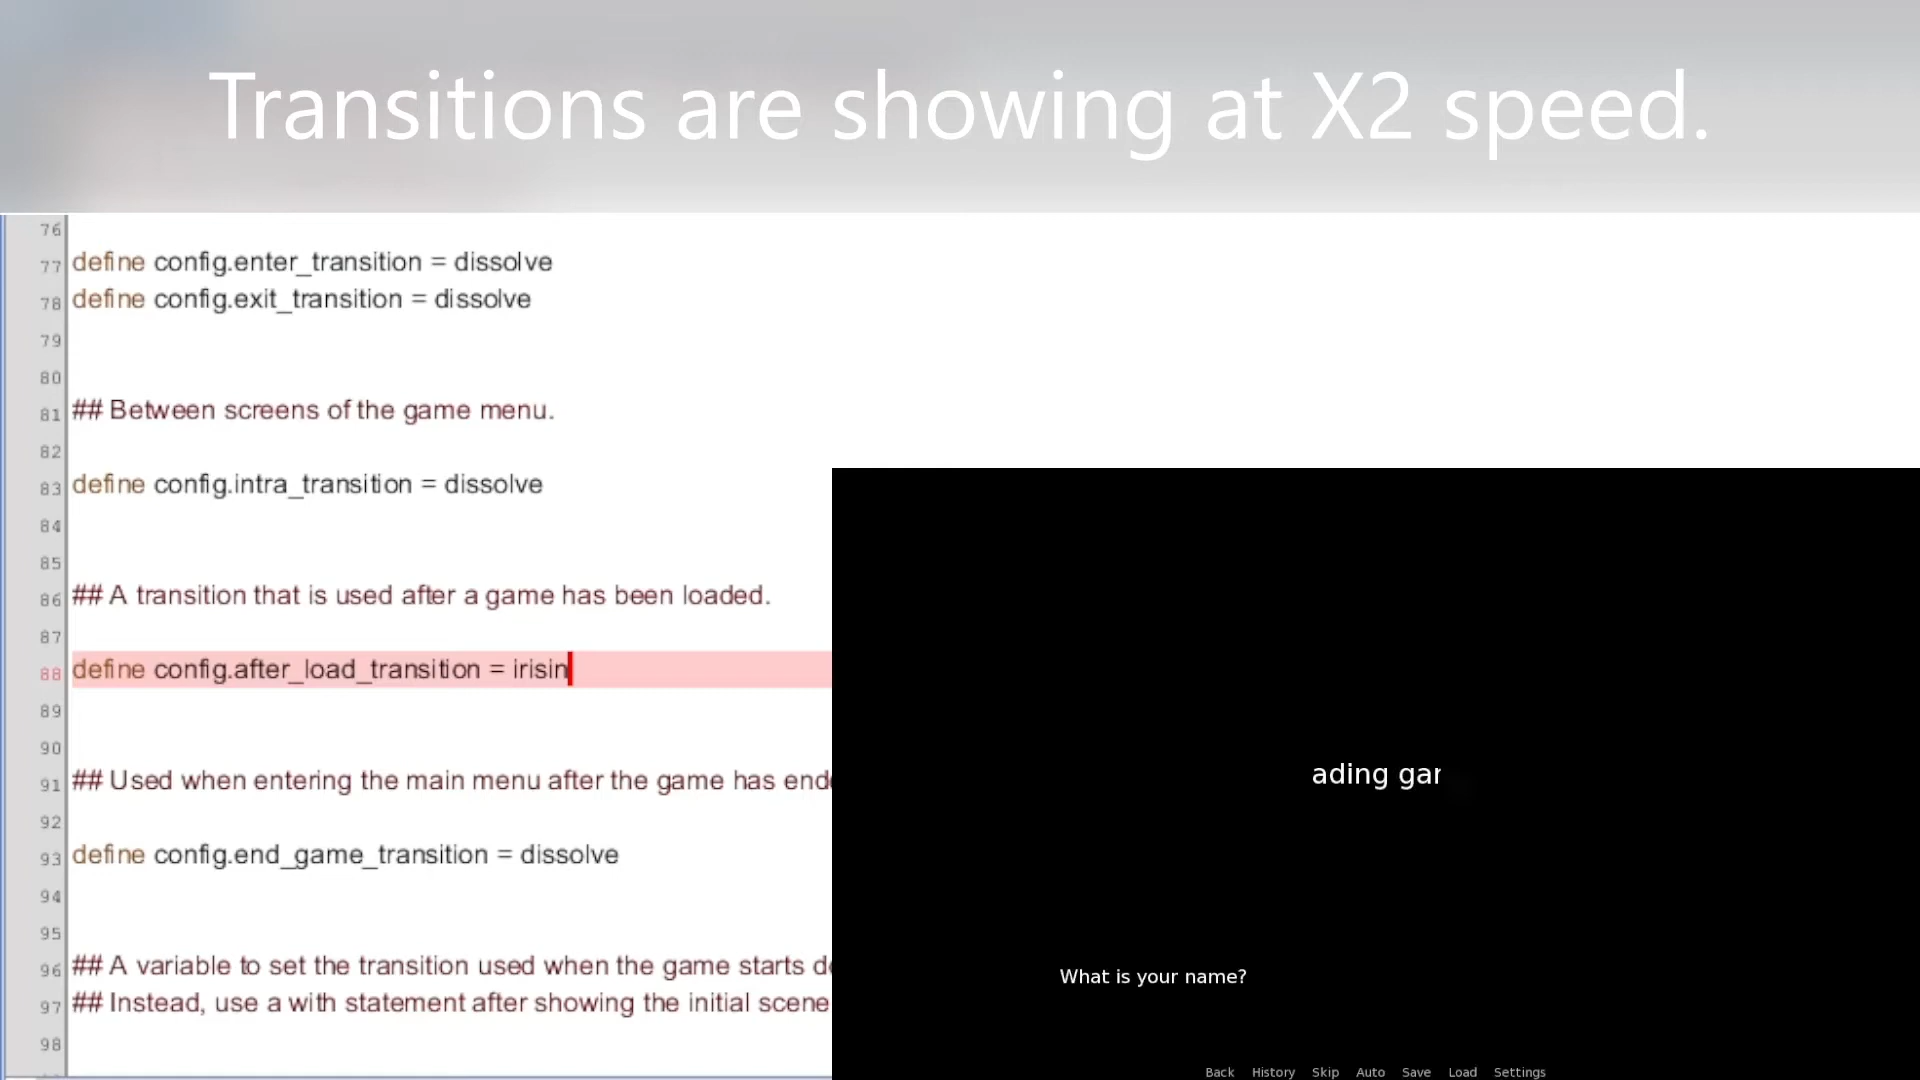 Transitions are showing at X2 speed.
76
77 define config.enter_transition = dissolve
78 define config.exit_transition = dissolve
79
80
81 ## Between screens of the game menu.
82
83 define config.intra_transition = dissolve
84
85
86 ## A transition that is used after a game has been loaded.
87
88 define config.after_load_transition = irisin
89
90
91 ## Used when entering the main menu after the game has end
92
93 define config.end_game_transition = dissolve
94
95
96 ## A variable to set the transition used when the game starts d
97 ## Instead, use a with statement after showing the initial scene
98
ading gar
What is your name?
Back History Skip Auto Save Load Settings